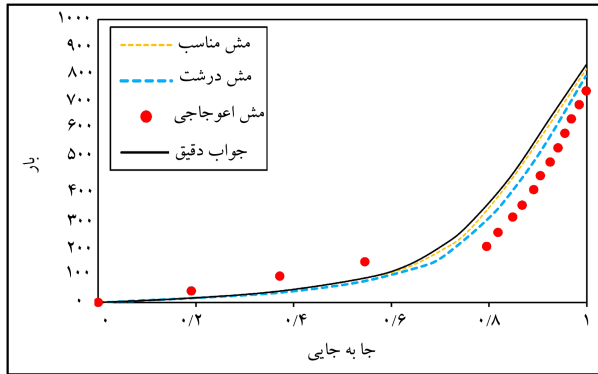 ۱۰۰۰
۹۰۰
۸۰۰
۷۰۰
۶۰۰
۵۰۰
۴۰۰
۳۰۰
۲۰۰
۱۰۰
۰
بار
مش مناسب
مش درشت
مش اعوجاجی
جواب دقیق
۰ ۰/۲ ۰/۴ ۰/۶ ۰/۸ ۱
جا به جایی